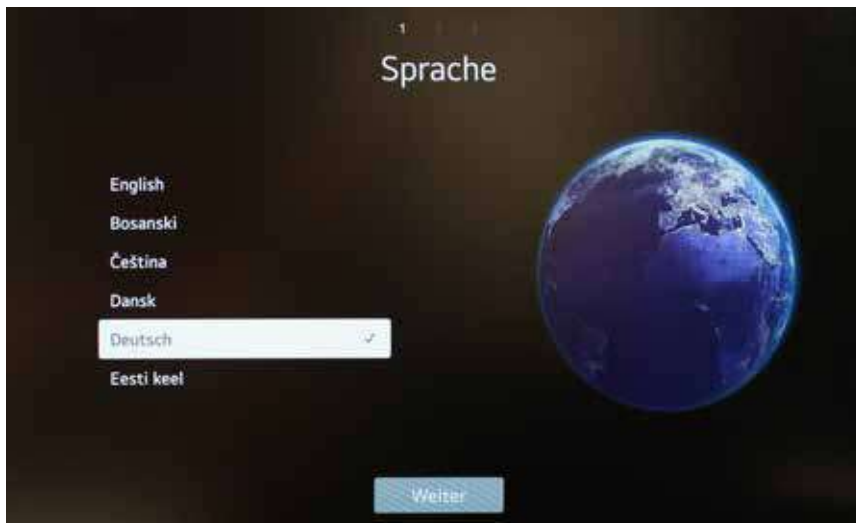 1
Sprache
English
Bosanski
Čeština
Dansk
Deutsch
Eesti keel
Weiter